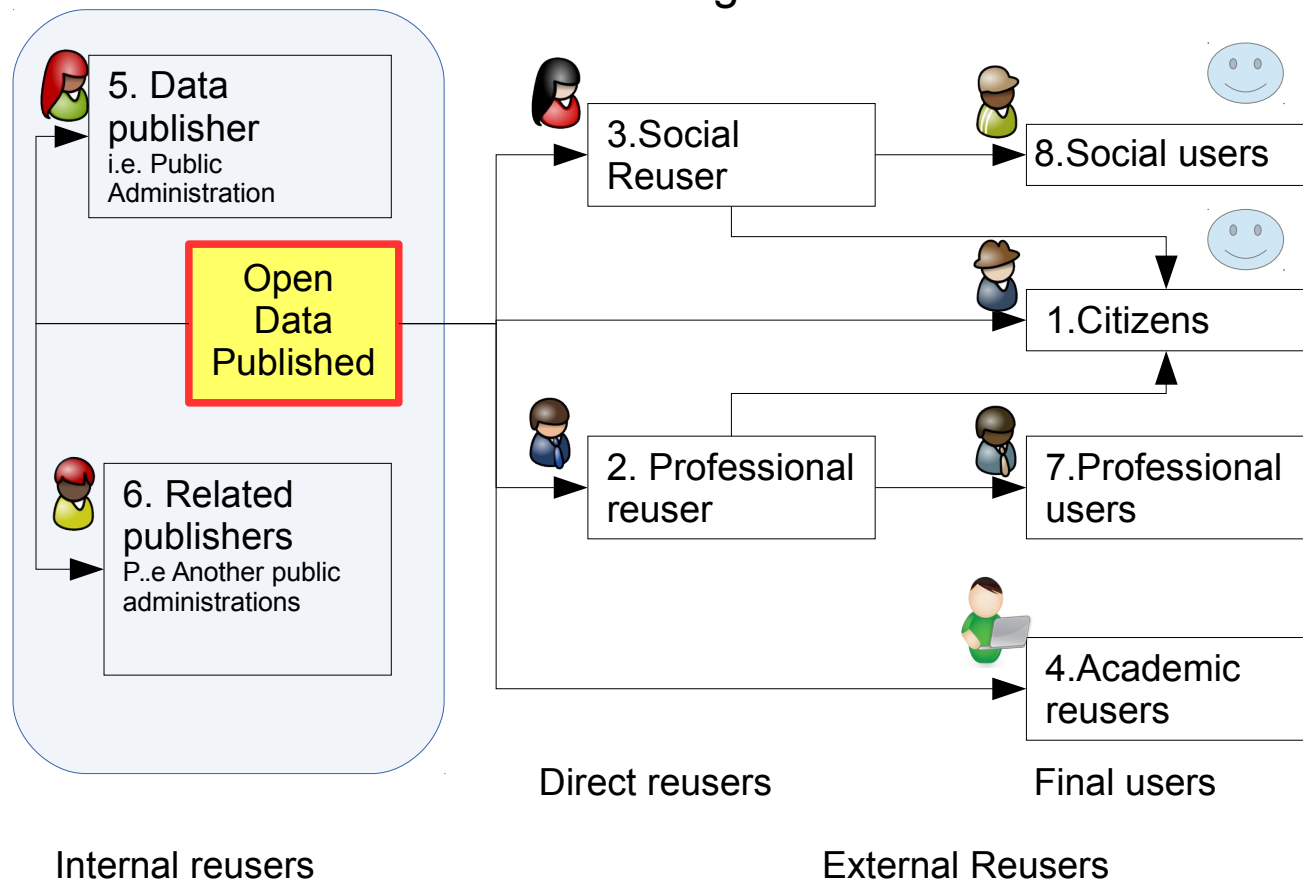 5. Data
publisher
i.e. Public
Administration
Open
Data
Published
6. Related
publishers
P..e Another public
administrations
3.Social
Reuser
8.Social users
1.Citizens
2. Professional
reuser
7.Professional
users
4.Academic
reusers
Direct reusers
Final users
Internal reusers
External Reusers